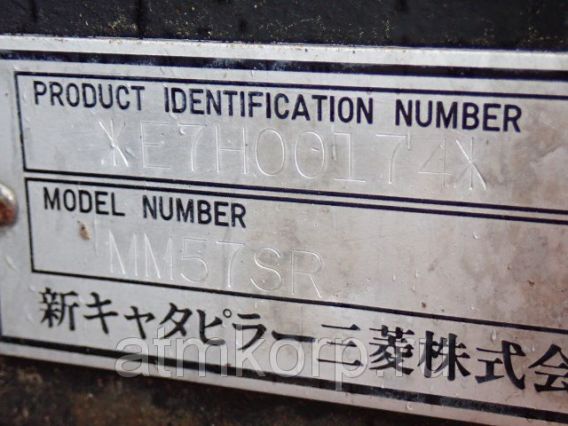 PRODUCT IDENTIFICATION NUMBER
XE7H00174X
MODEL NUMBER
MM57SR
新キャタピラー三菱株式会
atmkorp.ru